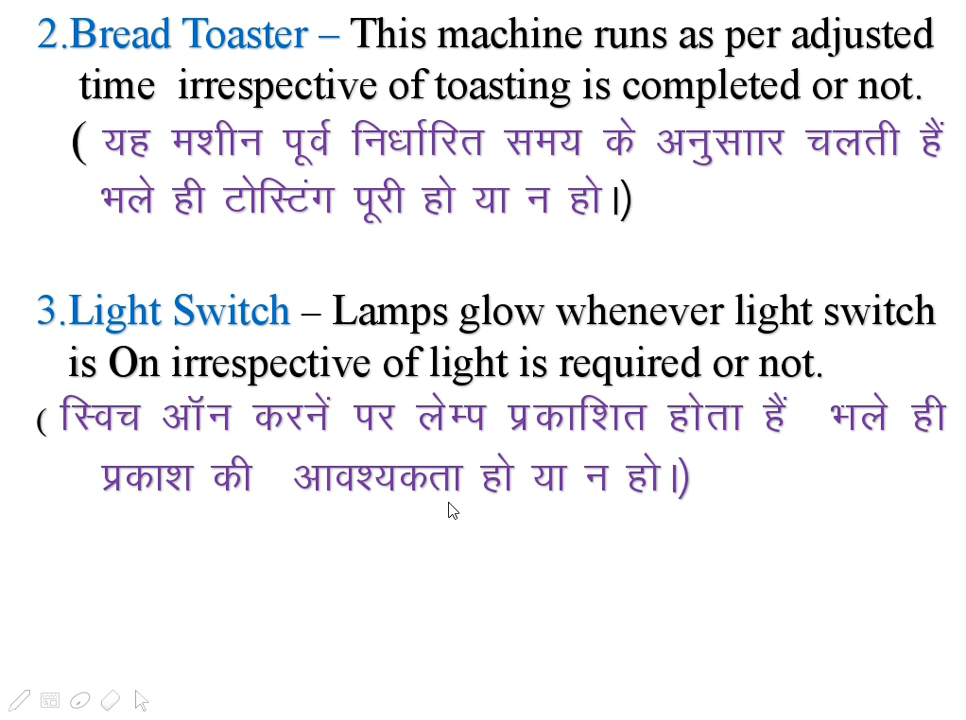 2.Bread Toaster – This machine runs as per adjusted
time irrespective of toasting is completed or not.
( यह मशीन पूर्व निर्धारित समय के अनुसाार चलती हैं
भले ही टोस्टिंग पूरी हो या न हो।)
3.Light Switch – Lamps glow whenever light switch
is On irrespective of light is required or not.
( स्विच ऑन करनें पर लेम्प प्रकाशित होता हैं भले ही
प्रकाश की आवश्यकता हो या न हो।)